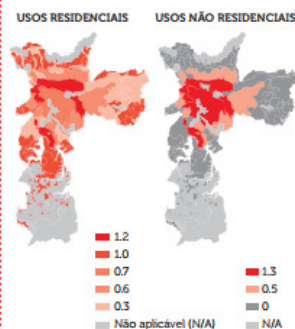 USOS RESIDENCIAIS
USOS NÃO RESIDENCIAIS
1.2
1.0
0.7
0.6
0.3
Não aplicável (N/A)
1.3
0.5
0
N/A